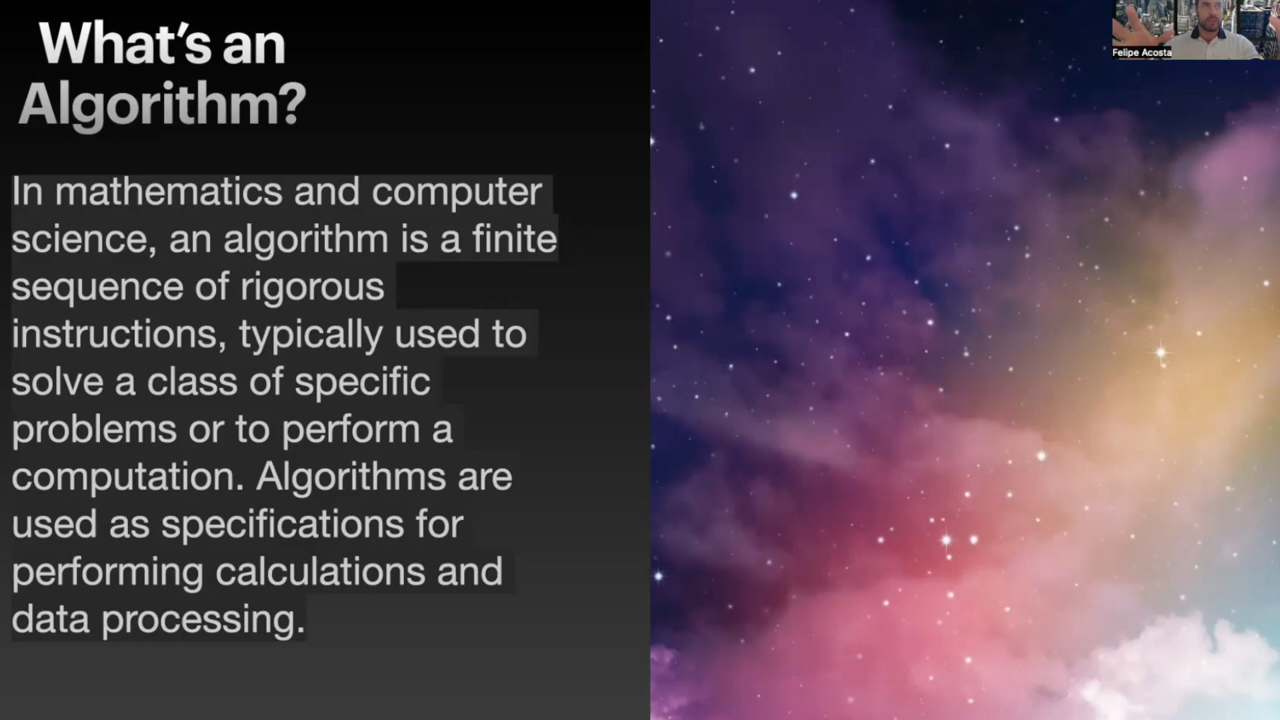 What's an
Algorithm?
In mathematics and computer
science, an algorithm is a finite
sequence of rigorous
instructions, typically used to
solve a class of specific
problems or to perform a
computation. Algorithms are
used as specifications for
performing calculations and
data processing.
Felipe Acosta